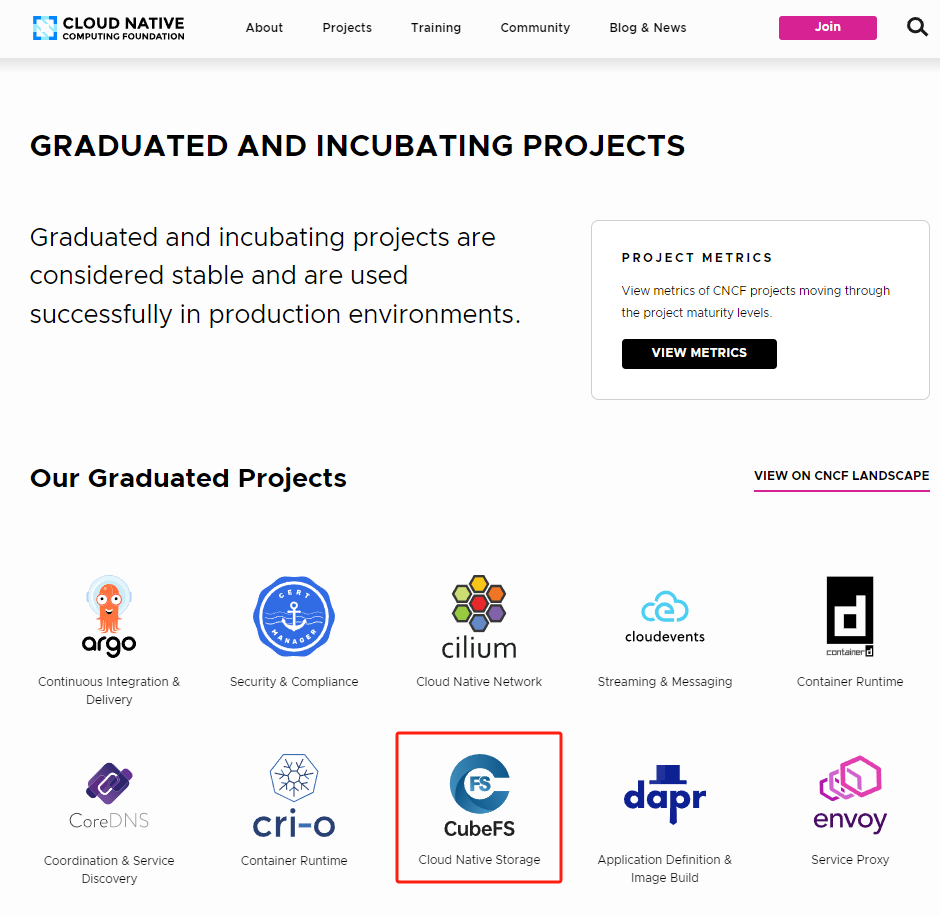 CLOUD NATIVE
COMPUTING FOUNDATION
About
Projects
Training
Community
Blog & News
Join
GRADUATED AND INCUBATING PROJECTS
Graduated and incubating projects are
considered stable and are used
successfully in production environments.
PROJECT METRICS
View metrics of CNCF projects moving through
the project maturity levels.
VIEW METRICS
Our Graduated Projects
VIEW ON CNCF LANDSCAPE
argo
Continuous Integration &
Delivery
CERT
MANAGER
Security & Compliance
cilium
Cloud Native Network
cloudevents
Streaming & Messaging
d
containerd
Container Runtime
CoreDNS
Coordination & Service
Discovery
cri-o
Container Runtime
FS
CubeFS
Cloud Native Storage
dapr
Application Definition &
Image Build
envoy
Service Proxy